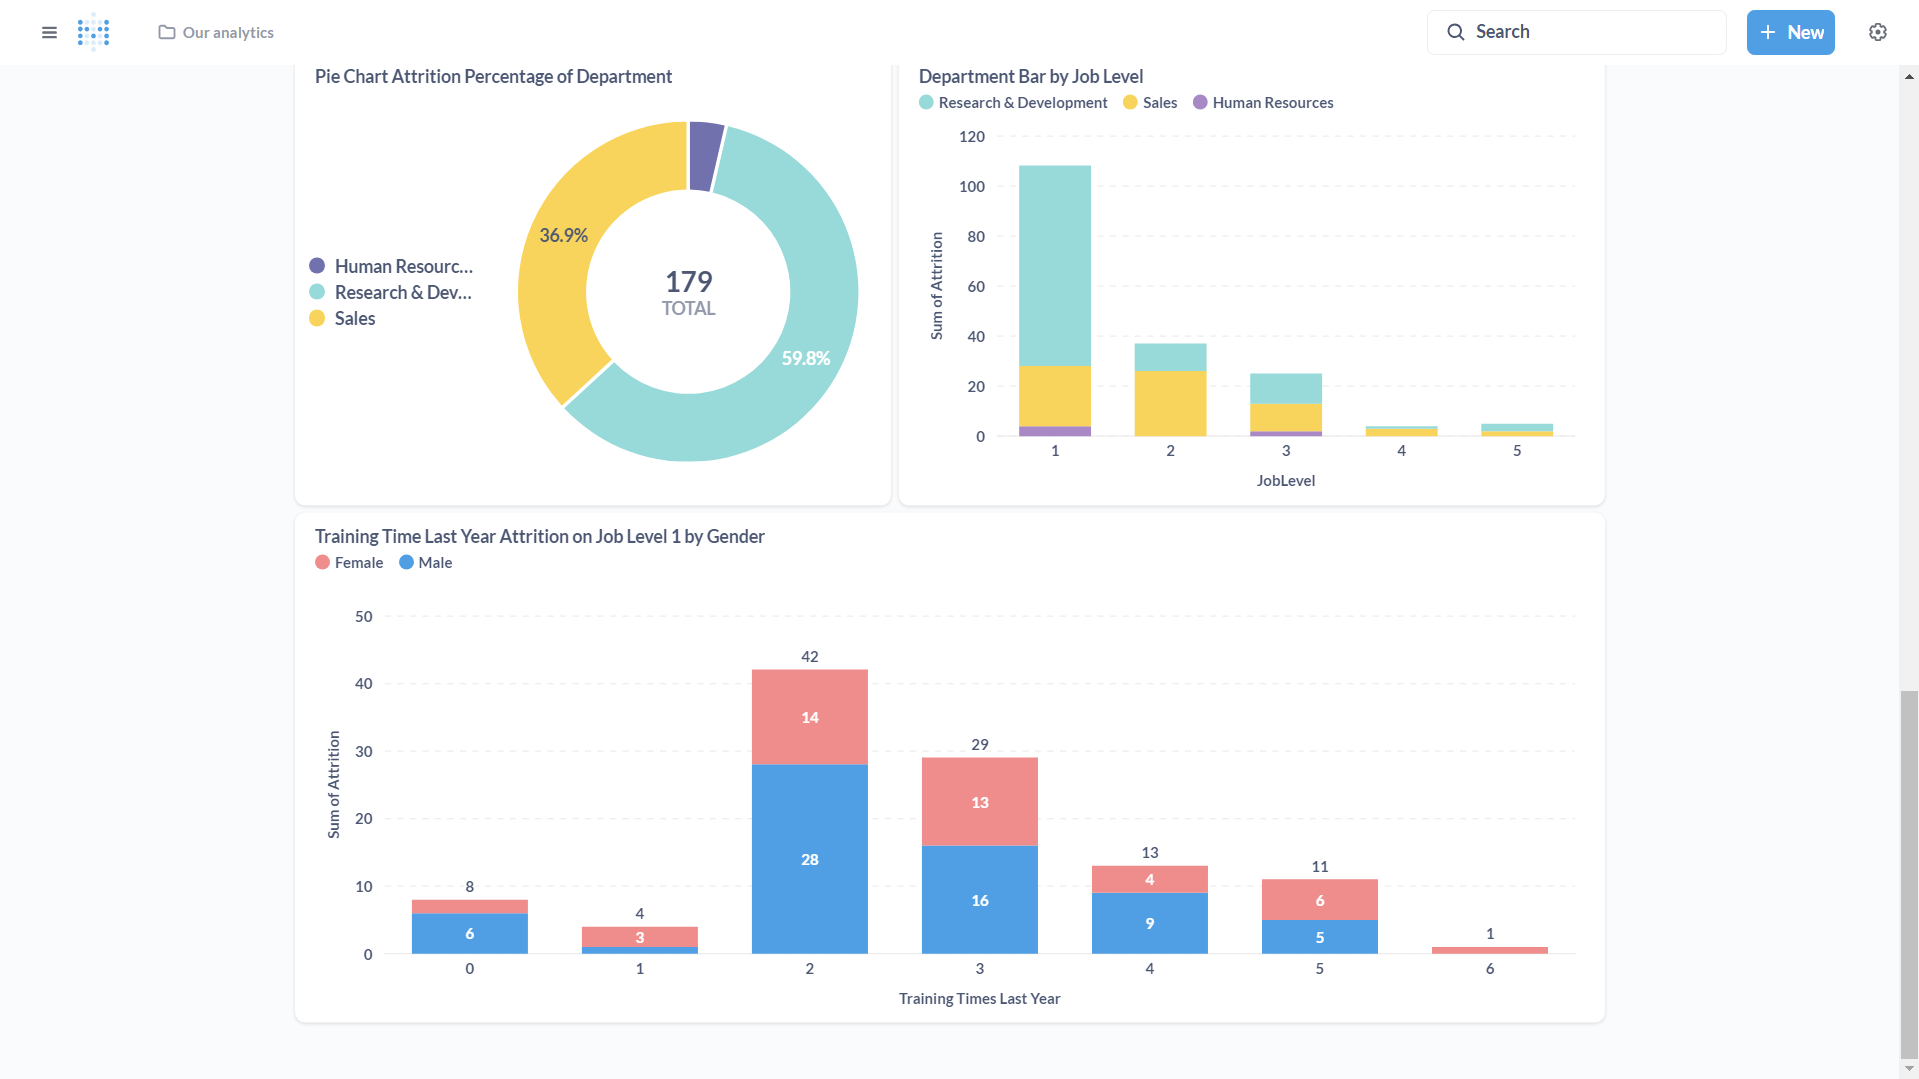 Our analytics
Search
New
Pie Chart Attrition Percentage of Department
Human Resourc...
Research & Dev...
Sales
36.9%
59.8%
179
TOTAL
Department Bar by Job Level
Research & Development Sales Human Resources
120
100
80
60
40
20
0
Sum of Attrition
1 2 3 4 5
JobLevel
Training Time Last Year Attrition on Job Level 1 by Gender
Female Male
50
40
30
20
10
0
Sum of Attrition
8
6
4
3
42
14
28
29
13
16
13
4
9
11
6
5
1
0 1 2 3 4 5 6
Training Times Last Year